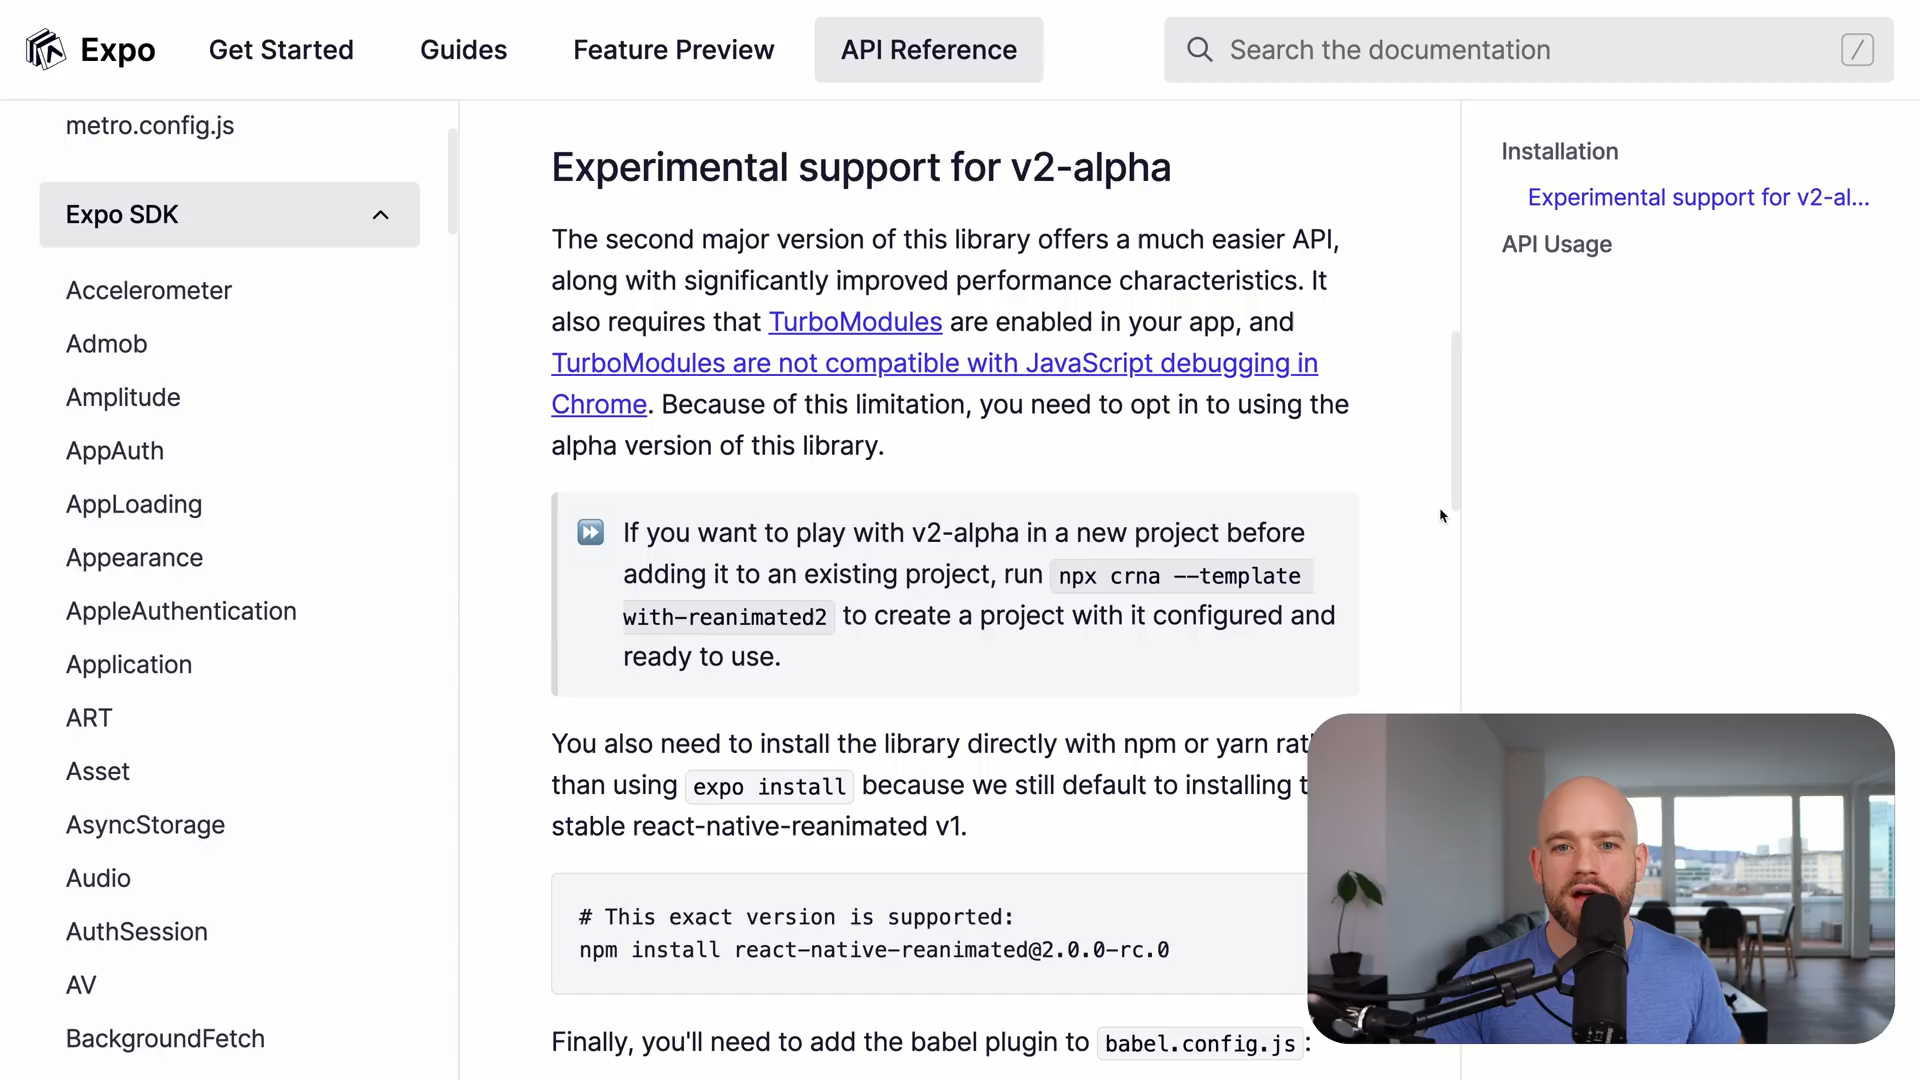 Expo
Get Started
Guides
Feature Preview
API Reference
Search the documentation
/
metro.config.js
Expo SDK
Accelerometer
Admob
Amplitude
AppAuth
AppLoading
Appearance
AppleAuthentication
Application
ART
Asset
AsyncStorage
Audio
AuthSession
AV
BackgroundFetch
Experimental support for v2-alpha
The second major version of this library offers a much easier API,
along with significantly improved performance characteristics. It
also requires that TurboModules are enabled in your app, and
TurboModules are not compatible with JavaScript debugging in
Chrome. Because of this limitation, you need to opt in to using the
alpha version of this library.
If you want to play with v2-alpha in a new project before
adding it to an existing project, run npx crna --template
with-reanimated2 to create a project with it configured and
ready to use.
You also need to install the library directly with npm or yarn
than using expo install because we still default to installing
stable react-native-reanimated v1.
# This exact version is supported:
npm install react-native-reanimated@2.0.0-rc.0
Finally, you'll need to add the babel plugin to babel.config.js:
Installation
Experimental support for v2-al...
API Usage